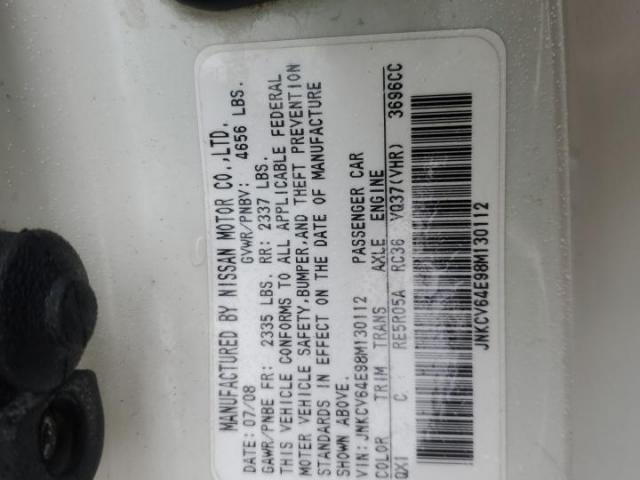 MANUFACTURED BY NISSAN MOTOR CO.,LTD.
DATE: 07/08 GVWR/PNBV: 4656 LBS.
GAWR/PNBE FR: 2335 LBS. RR: 2337 LBS.
THIS VEHICLE CONFORMS TO ALL APPLICABLE FEDERAL
MOTOR VEHICLE SAFETY,BUMPER,AND THEFT PREVENTION
STANDARDS IN EFFECT ON THE DATE OF MANUFACTURE
SHOWN ABOVE.
VIN:JNKCV64E98M130112 PASSENGER CAR
COLOR TRIM TRANS AXLE ENGINE
QX1 C RE5R05A RC36 VQ37(VHR) 3696CC
JNKCV64E98M130112